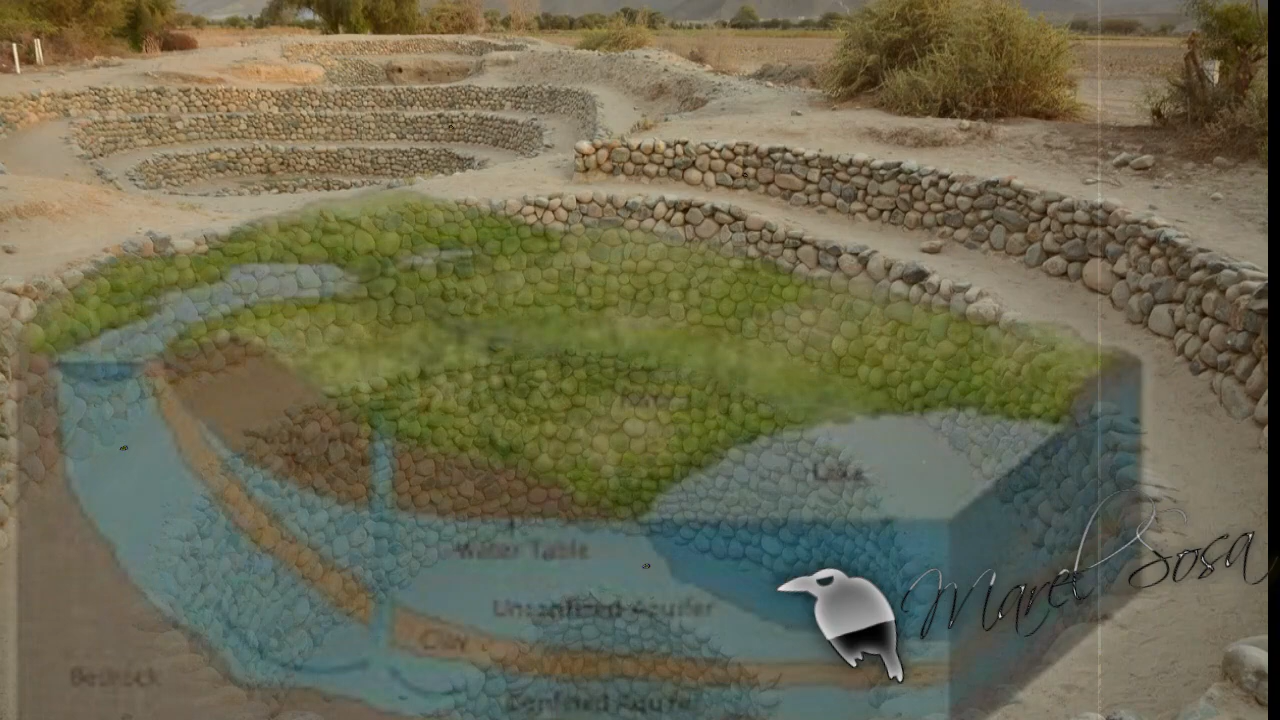 Lake
Water Table
Unconfined Aquifer
Clay
Bedrock
Confined Aquifer
Marel Sosa